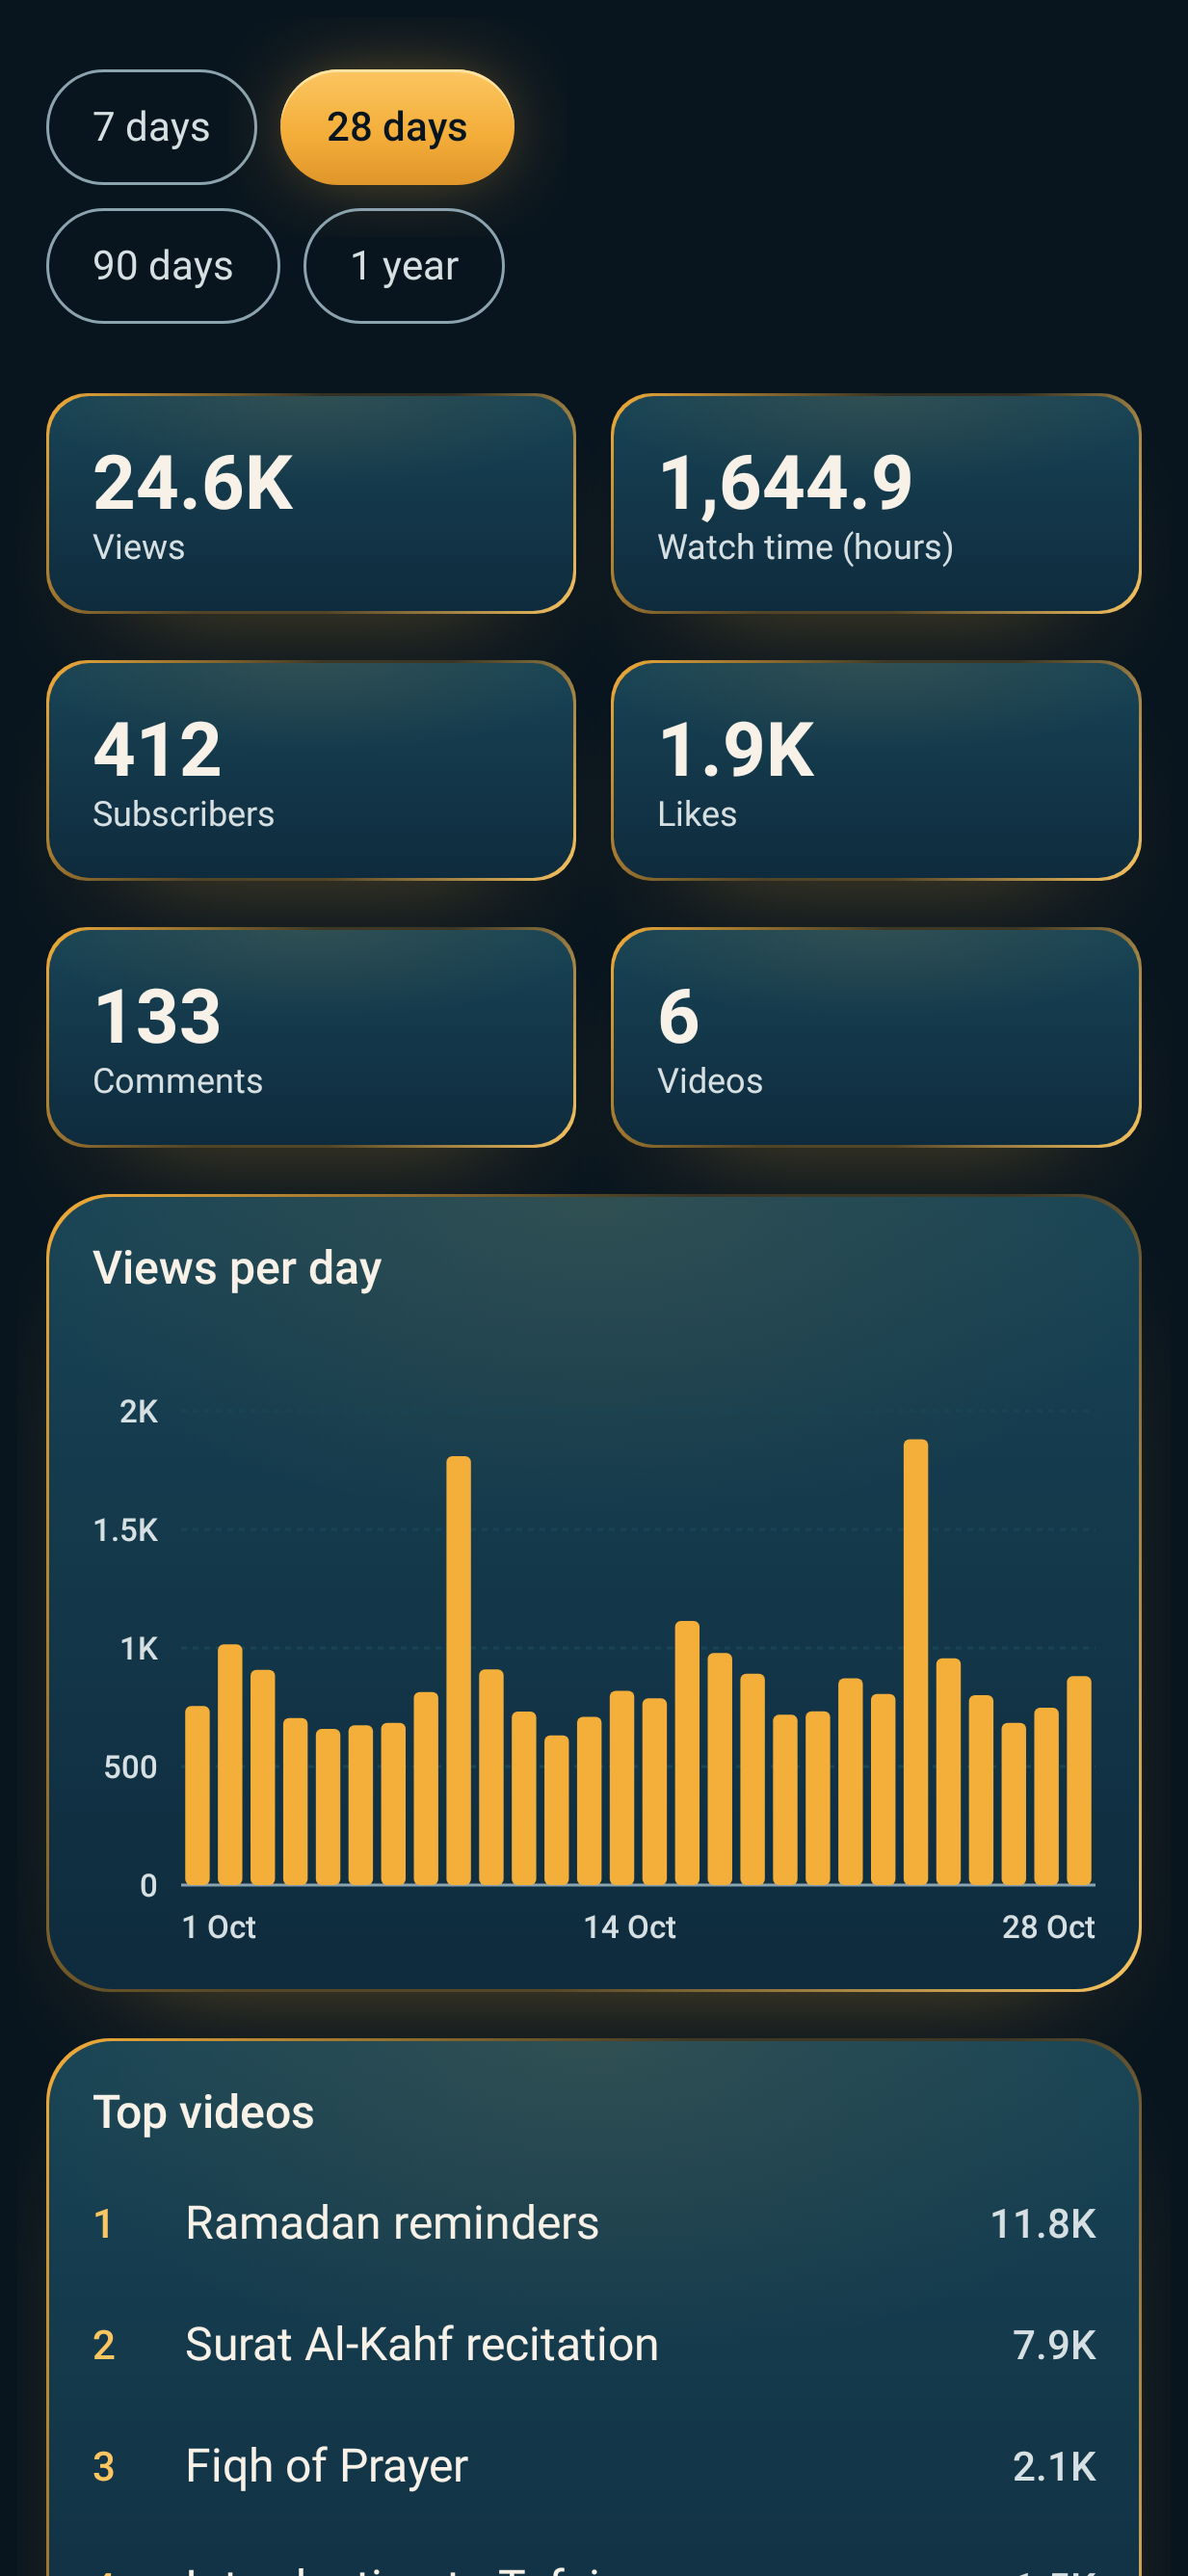 7 days
28 days
90 days
1 year
24.6K
Views
1,644.9
Watch time (hours)
412
Subscribers
1.9K
Likes
133
Comments
6
Videos
Views per day
2K
1.5K
1K
500
0
1 Oct
14 Oct
28 Oct
Top videos
1 Ramadan reminders 11.8K
2 Surat Al-Kahf recitation 7.9K
3 Fiqh of Prayer 2.1K